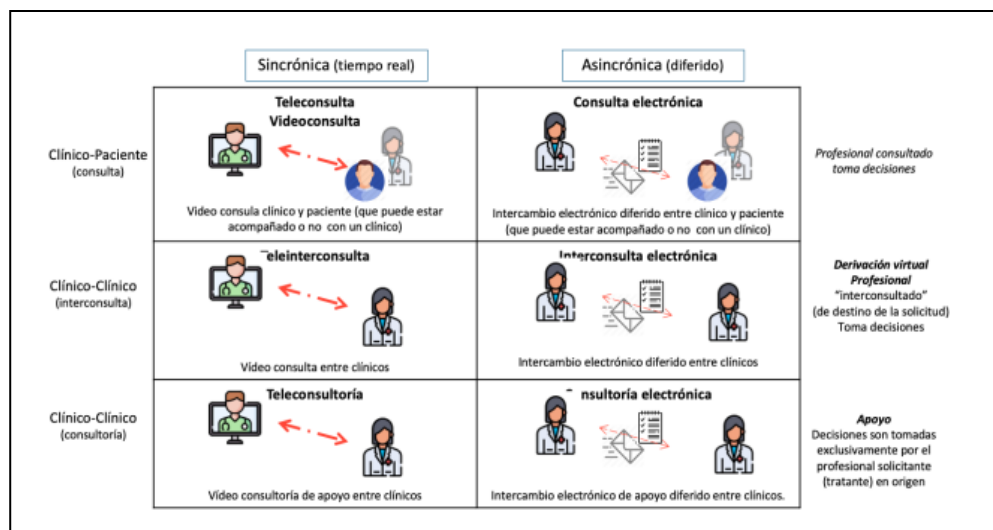 Sincrónica (tiempo real)
Asincrónica (diferido)
Clínico-Paciente
(consulta)
Teleconsulta
Videoconsulta
Video consula clínico y paciente (que puede estar
acompañado o no con un clínico)
Consulta electrónica
Intercambio electrónico diferido entre clínico y paciente
(que puede estar acompañado o no con un clínico)
Profesional consultado
toma decisiones
Clínico-Clínico
(interconsulta)
Teleinterconsulta
Video consulta entre clínicos
Interconsulta electrónica
Intercambio electrónico diferido entre clínicos
Derivación virtual
Profesional
“interconsultado”
(de destino de la solicitud)
Toma decisiones
Clínico-Clínico
(consultoría)
Teleconsultoría
Vídeo consultoría de apoyo entre clínicos
onsultoría electrónica
Intercambio electrónico de apoyo diferido entre clínicos.
Apoyo
Decisiones son tomadas
exclusivamente por el
profesional solicitante
(tratante) en origen